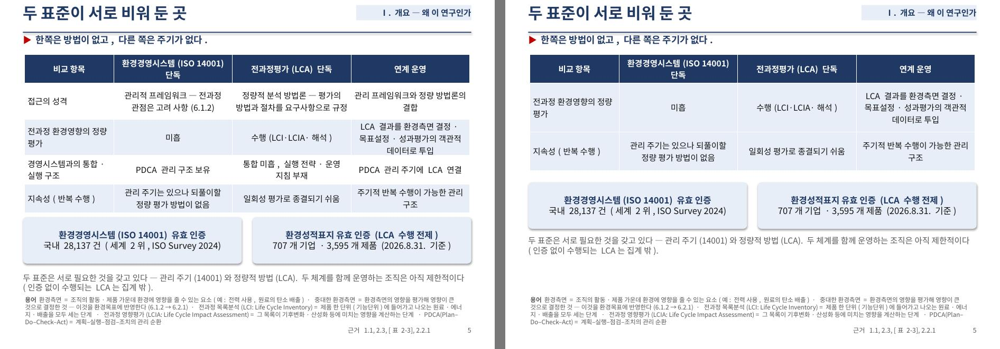 두 표준이 서로 비워 둔 곳
Ⅰ. 개요 — 왜 이 연구인가
▶ 한쪽은 방법이 없고, 다른 쪽은 주기가 없다.
비교 항목
환경경영시스템 (ISO 14001)
단독
전과정평가 (LCA) 단독
연계 운영
접근의 성격
관리적 프레임워크 — 전과정
관점은 고려 사항 (6.1.2)
정량적 분석 방법론 — 평가의
방법과 절차를 요구사항으로 규정
관리 프레임워크와 정량 방법론의
결합
전과정 환경영향의 정량
평가
미흡
수행 (LCI·LCIA· 해석 )
LCA 결과를 환경측면 결정 ·
목표설정 · 성과평가의 객관적
데이터로 투입
경영시스템과의 통합 ·
실행 구조
PDCA 관리 구조 보유
통합 미흡 , 실행 전략 · 운영
지침 부재
PDCA 관리 주기에 LCA 연결
지속성 ( 반복 수행 )
관리 주기는 있으나 되풀이할
정량 평가 방법이 없음
일회성 평가로 종결되기 쉬움
주기적 반복 수행이 가능한 관리
구조
환경경영시스템 (ISO 14001) 유효 인증
국내 28,137 건 ( 세계 2 위 , ISO Survey 2024)
환경성적표지 유효 인증 (LCA 수행 전제 )
707 개 기업 · 3,595 개 제품 (2026.8.31. 기준 )
두 표준은 서로 필요한 것을 갖고 있다 — 관리 주기 (14001) 와 정량적 방법 (LCA). 두 체계를 함께 운영하는 조직은 아직 제한적이다
( 인증 없이 수행되는 LCA 는 집계 밖 ).
용어 환경측면 = 조직의 활동 · 제품 가운데 환경에 영향을 줄 수 있는 요소 ( 예 : 전력 사용 , 원료의 탄소 배출 ) · 중대한 환경측면 = 환경측면의 영향을 평가해 영향이 큰
것으로 결정한 것 — 이것을 환경목표에 반영한다 (6.1.2 → 6.2.1) · 전과정 목록분석 (LCI: Life Cycle Inventory) = 제품 한 단위 ( 기능단위 ) 에 들어가고 나오는 원료 · 에너
지 · 배출을 모두 세는 단계 · 전과정 영향평가 (LCIA: Life Cycle Impact Assessment) = 그 목록이 기후변화 · 산성화 등에 미치는 영향을 계산하는 단계 · PDCA(Plan–
Do–Check–Act) = 계획–실행–점검–조치의 관리 순환
근거 1.1, 2.3, [ 표 2-3], 2.2.1
5
두 표준이 서로 비워 둔 곳
Ⅰ. 개요 — 왜 이 연구인가
▶ 한쪽은 방법이 없고, 다른 쪽은 주기가 없다.
비교 항목
환경경영시스템 (ISO 14001)
단독
전과정평가 (LCA) 단독
연계 운영
전과정 환경영향의 정량
평가
미흡
수행 (LCI·LCIA· 해석 )
LCA 결과를 환경측면 결정 ·
목표설정 · 성과평가의 객관적
데이터로 투입
지속성 ( 반복 수행 )
관리 주기는 있으나 되풀이할
정량 평가 방법이 없음
일회성 평가로 종결되기 쉬움
주기적 반복 수행이 가능한 관리
구조
환경경영시스템 (ISO 14001) 유효 인증
국내 28,137 건 ( 세계 2 위 , ISO Survey 2024)
환경성적표지 유효 인증 (LCA 수행 전제 )
707 개 기업 · 3,595 개 제품 (2026.8.31. 기준 )
두 표준은 서로 필요한 것을 갖고 있다 — 관리 주기 (14001) 와 정량적 방법 (LCA). 두 체계를 함께 운영하는 조직은 아직 제한적이다
( 인증 없이 수행되는 LCA 는 집계 밖 ).
용어 환경측면 = 조직의 활동 · 제품 가운데 환경에 영향을 줄 수 있는 요소 ( 예 : 전력 사용 , 원료의 탄소 배출 ) · 중대한 환경측면 = 환경측면의 영향을 평가해 영향이 큰
것으로 결정한 것 — 이것을 환경목표에 반영한다 (6.1.2 → 6.2.1) · 전과정 목록분석 (LCI: Life Cycle Inventory) = 제품 한 단위 ( 기능단위 ) 에 들어가고 나오는 원료 · 에너
지 · 배출을 모두 세는 단계 · 전과정 영향평가 (LCIA: Life Cycle Impact Assessment) = 그 목록이 기후변화 · 산성화 등에 미치는 영향을 계산하는 단계 · PDCA(Plan–
Do–Check–Act) = 계획–실행–점검–조치의 관리 순환
근거 1.1, 2.3, [ 표 2-3], 2.2.1
5